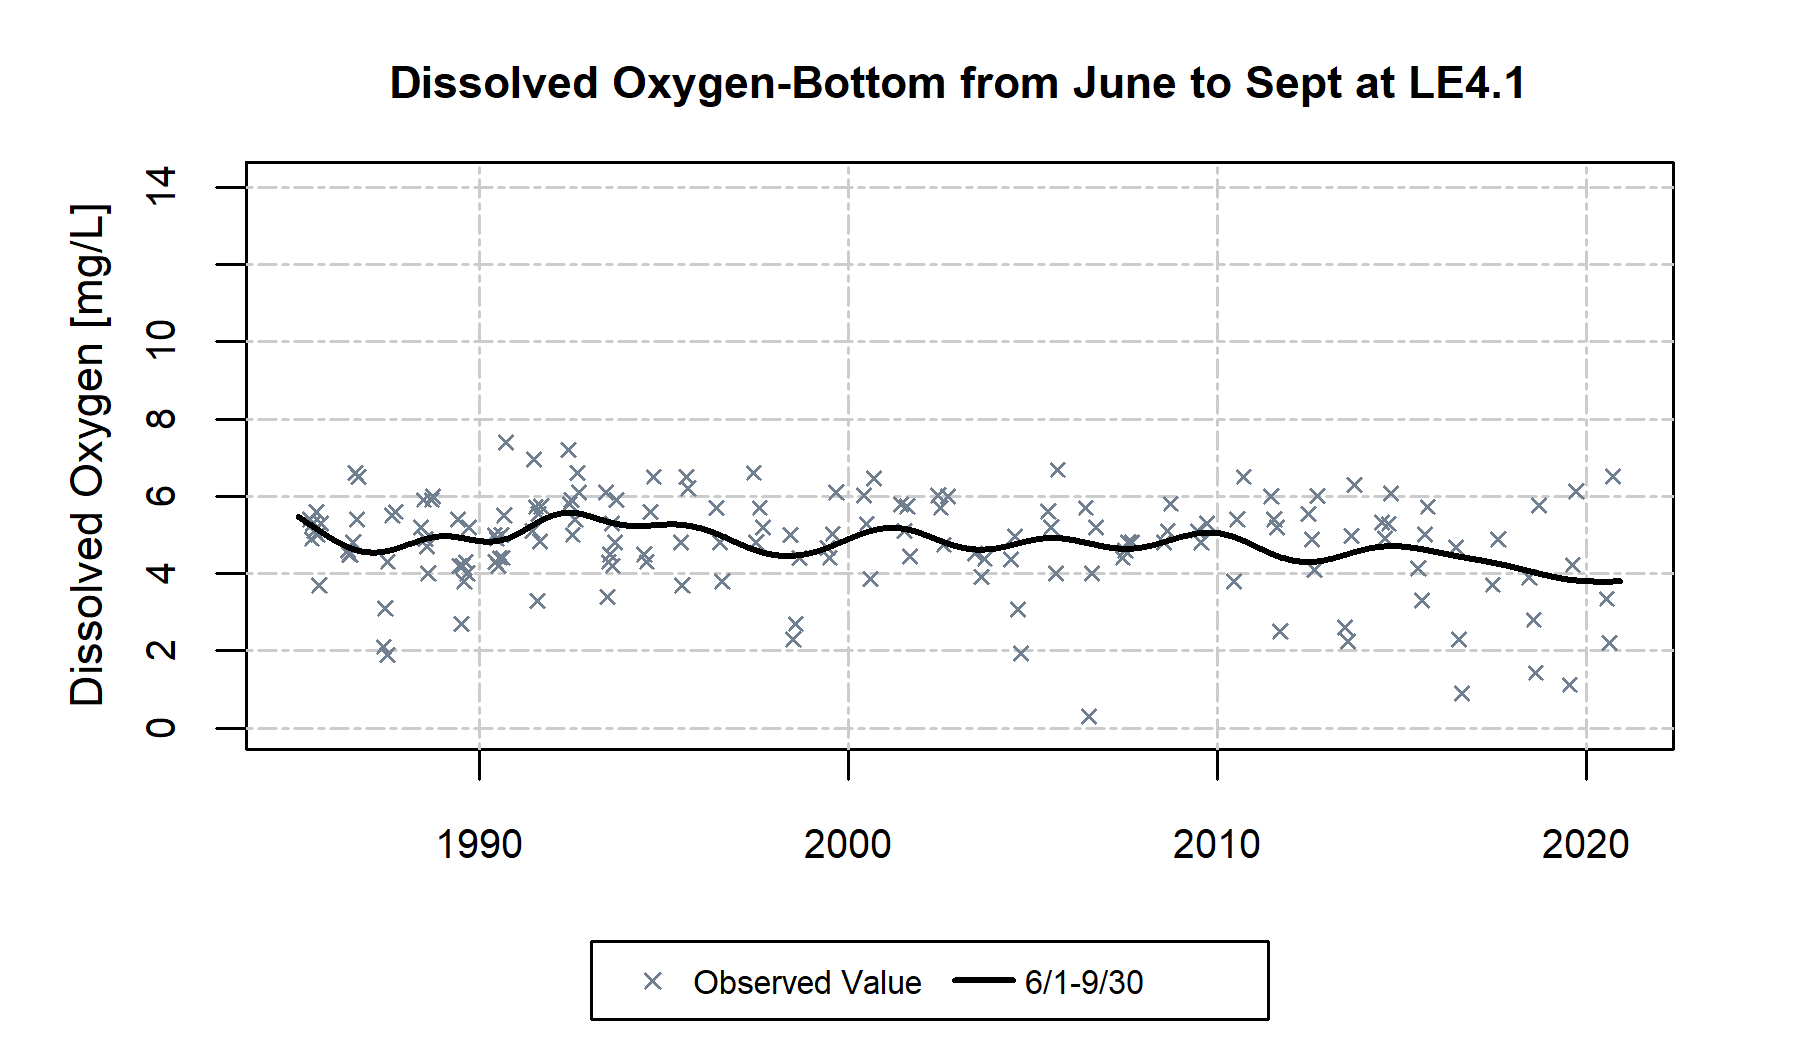 Dissolved Oxygen-Bottom from June to Sept at LE4.1
Dissolved Oxygen [mg/L]
14
10
8
6
4
2
0
1990 2000 2010 2020
Observed Value 6/1-9/30